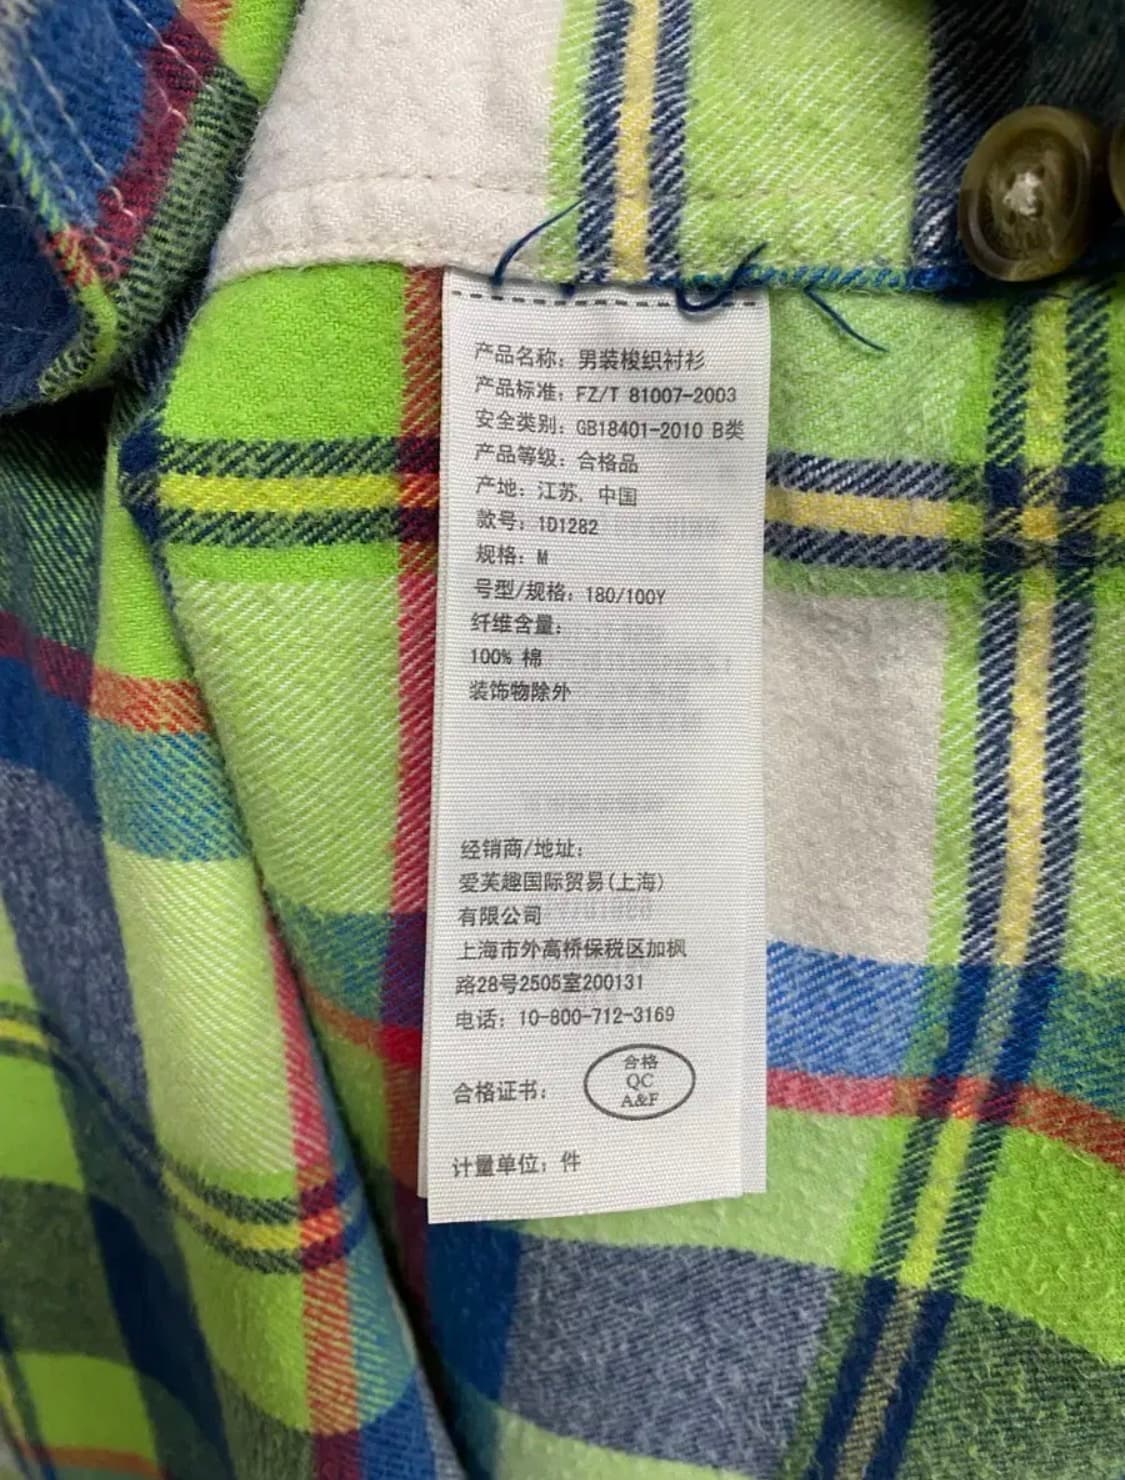 产品名称: 男装梭织衬衫
产品标准: FZ/T 81007-2003
安全类别: GB18401-2010 B类
产品等级: 合格品
产地: 江苏, 中国
款号: 1D1282
规格: M
号型/规格: 180/100Y
纤维含量:
100% 棉
装饰物除外
经销商/地址:
爱芙趣国际贸易(上海)
有限公司
上海市外高桥保税区加枫
路28号2505室200131
电话: 10-800-712-3169
合格
QC
A&F
合格证书:
计量单位: 件